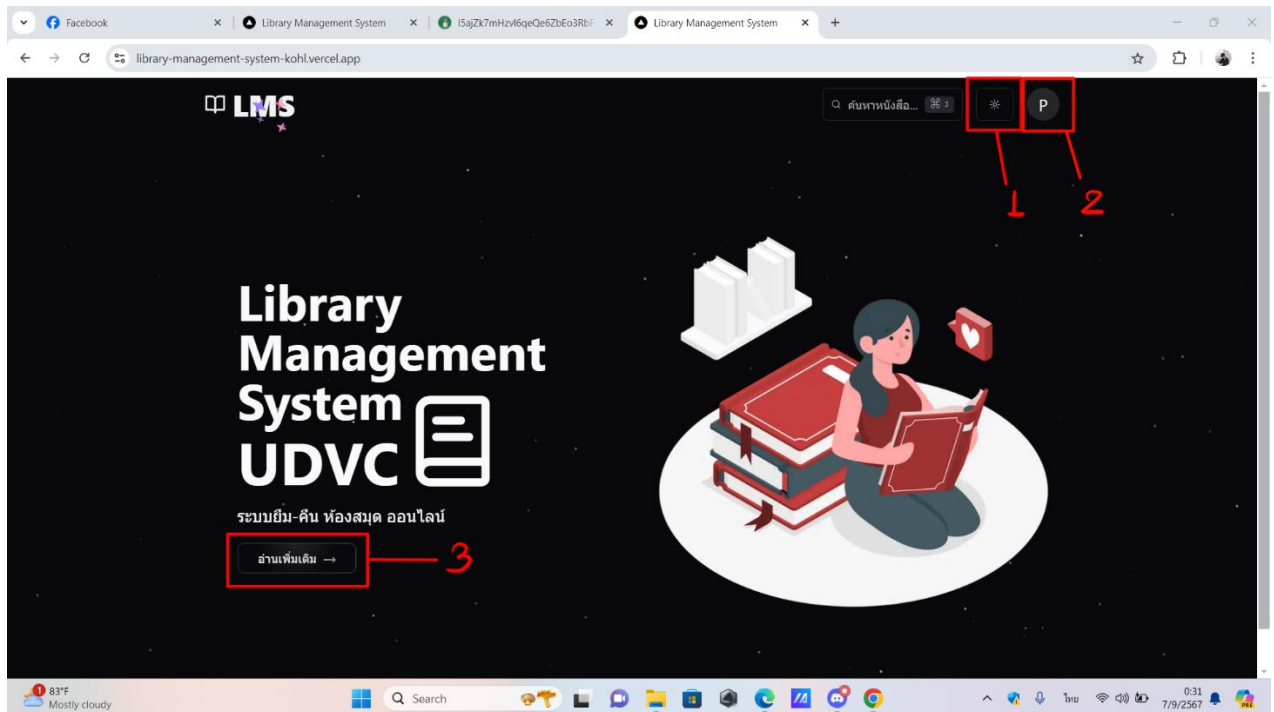 Facebook
Library Management System
I5ajZk7mHzvl6qeQe6ZbEo3RbF
Library Management System
library-management-system-kohl.vercel.app
LMS
ค้นหาหนังสือ... ⌘ J
P
1 2
Library
Management
System
UDVC
ระบบยืม-คืน ห้องสมุด ออนไลน์
อ่านเพิ่มเติม →
3
1
83°F
Mostly cloudy
Search
ไทย
0:31
7/9/2567
PRE